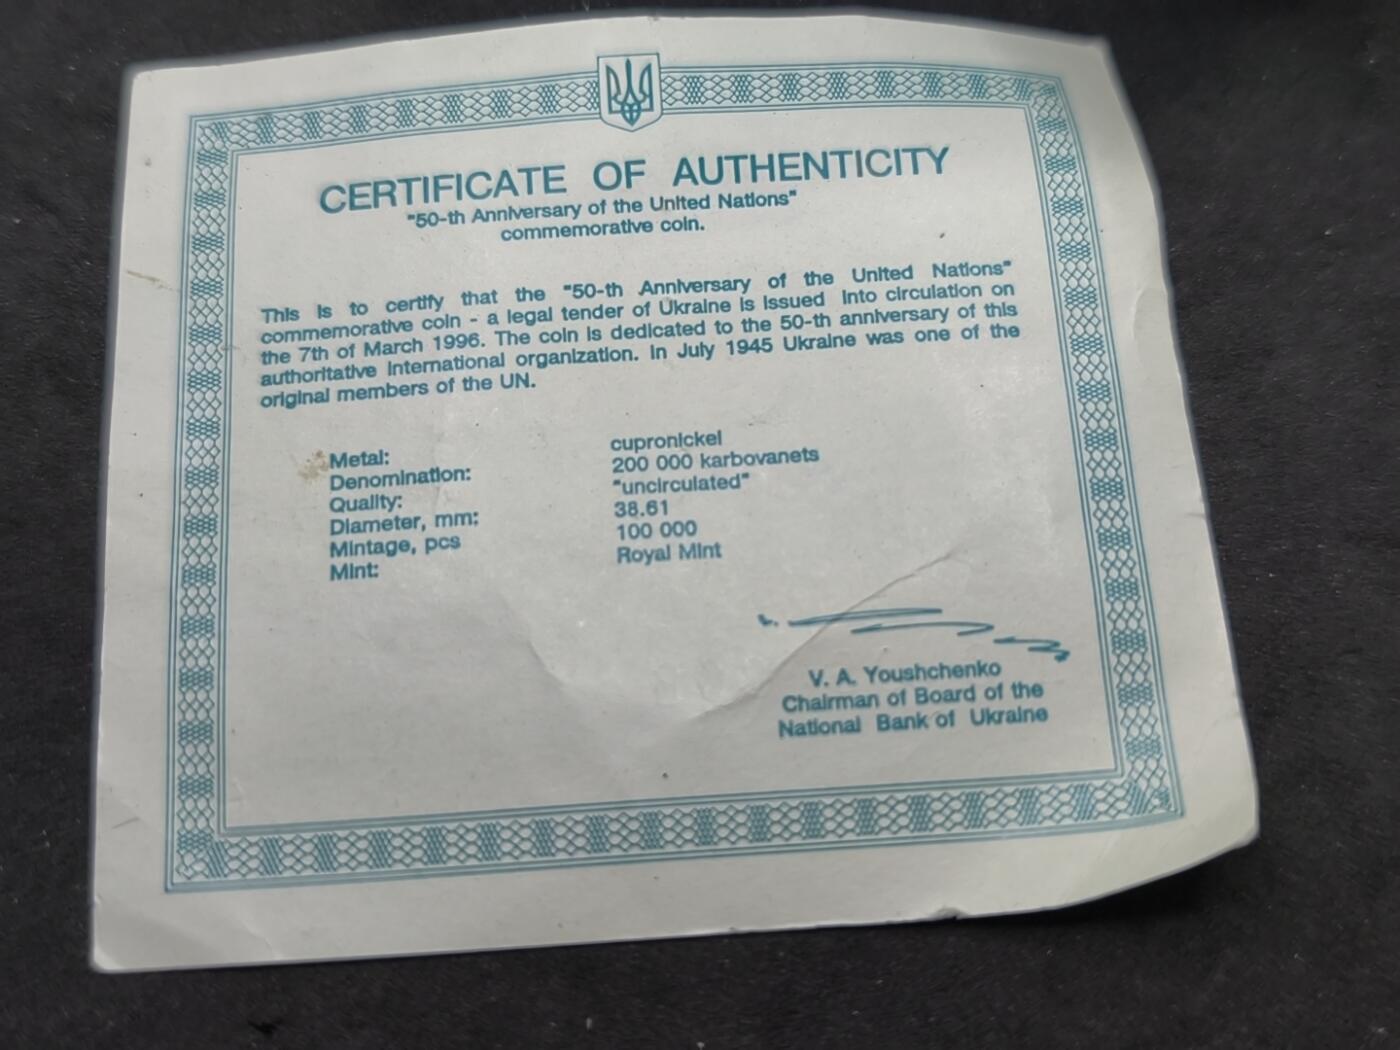 CERTIFICATE OF AUTHENTICITY
"50-th Anniversary of the United Nations"
commemorative coin.
This is to certify that the "50-th Anniversary of the United Nations"
commemorative coin - a legal tender of Ukraine is issued into circulation on
the 7th of March 1996. The coin is dedicated to the 50-th anniversary of this
authoritative international organization. In July 1945 Ukraine was one of the
original members of the UN.
Metal: cupronickel
Denomination: 200 000 karbovanets
Quality: "uncirculated"
Diameter, mm: 38.61
Mintage, pcs 100 000
Mint: Royal Mint
V. A. Youshchenko
Chairman of Board of the
National Bank of Ukraine